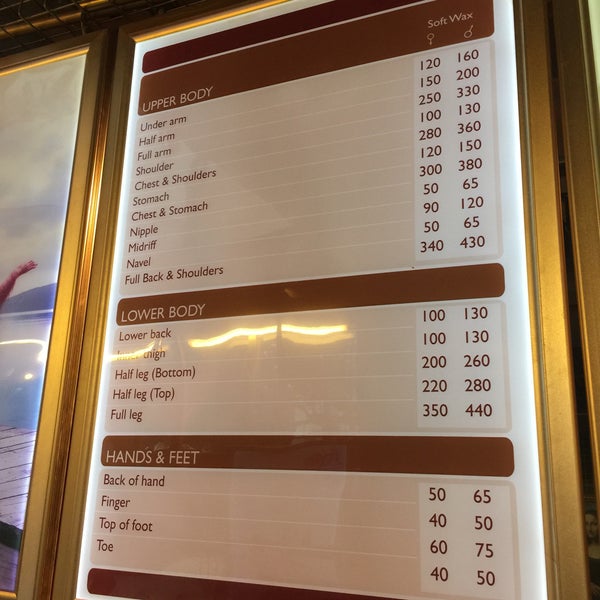 Soft Wax
♀ ♂
UPPER BODY
Under arm 120 160
Half arm 150 200
Full arm 250 330
Shoulder 100 130
Chest & Shoulders 280 360
Stomach 120 150
Chest & Stomach 300 380
Nipple 50 65
Midriff 90 120
Navel 50 65
Full Back & Shoulders 340 430
LOWER BODY
Lower back 100 130
Inner thigh 100 130
Half leg (Bottom) 200 260
Half leg (Top) 220 280
Full leg 350 440
HANDS & FEET
Back of hand 50 65
Finger 40 50
Top of foot 60 75
Toe 40 50